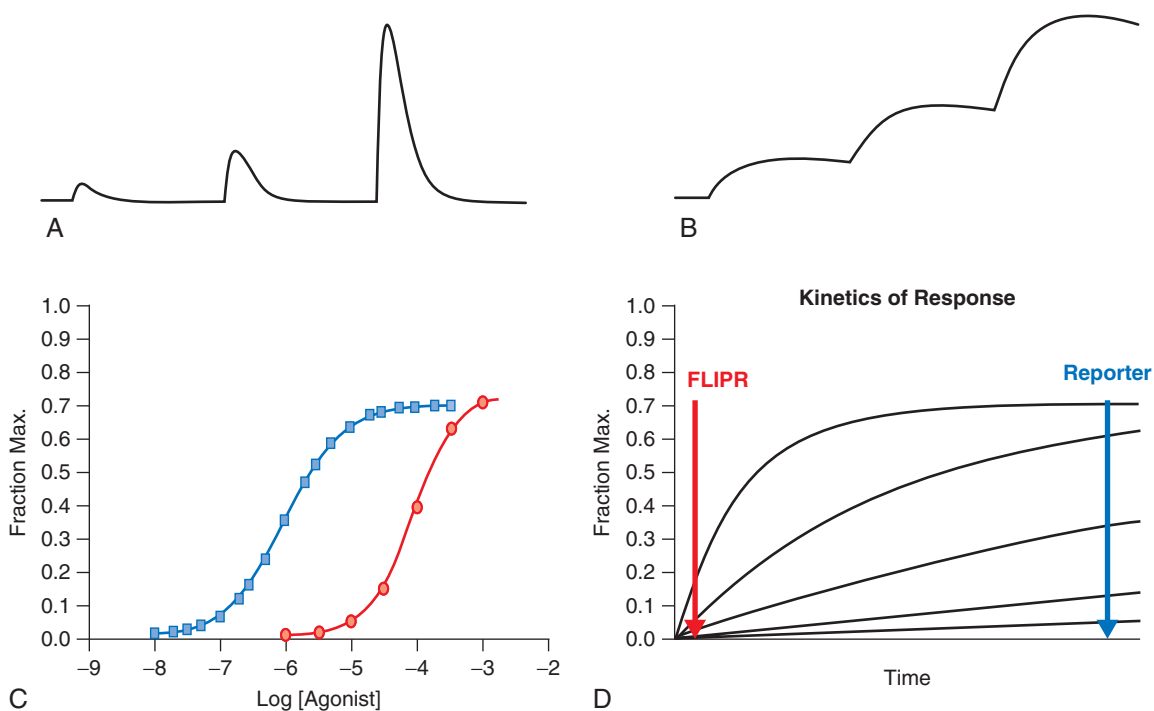 A
B
1.0
0.9
0.8
0.7
0.6
0.5
0.4
0.3
0.2
0.1
0.0
Fraction Max.
–9
–8
–7
–6
–5
–4
–3
–2
Log [Agonist]
C
Kinetics of Response
1.0
0.9
0.8
0.7
0.6
0.5
0.4
0.3
0.2
0.1
0.0
Fraction Max.
FLIPR
Reporter
Time
D